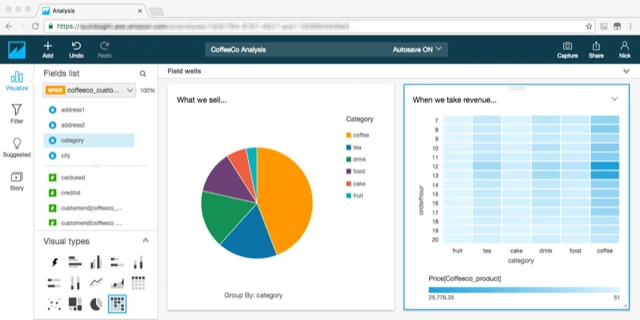 Analysis
https://
Nick
Add
Undo
Redo
CoffeeCo Analysis
Autosave ON
Capture
Share
Nick
Visualize
Filter
Suggested
Story
Fields list
SPICE coffeeco_custo... 100%
address1
address2
category
city
cardused
creditid
customerid[coffeeco_...
customerid[coffeeco_...
Visual types
Field wells
What we sell...
Category
coffee
tea
drink
food
cake
fruit
Group By: category
When we take revenue...
orderhour
7
8
9
10
11
12
13
14
15
16
17
18
19
20
fruit tea cake drink food coffee
category
Price[Coffeeco_product]
29,776.35 51